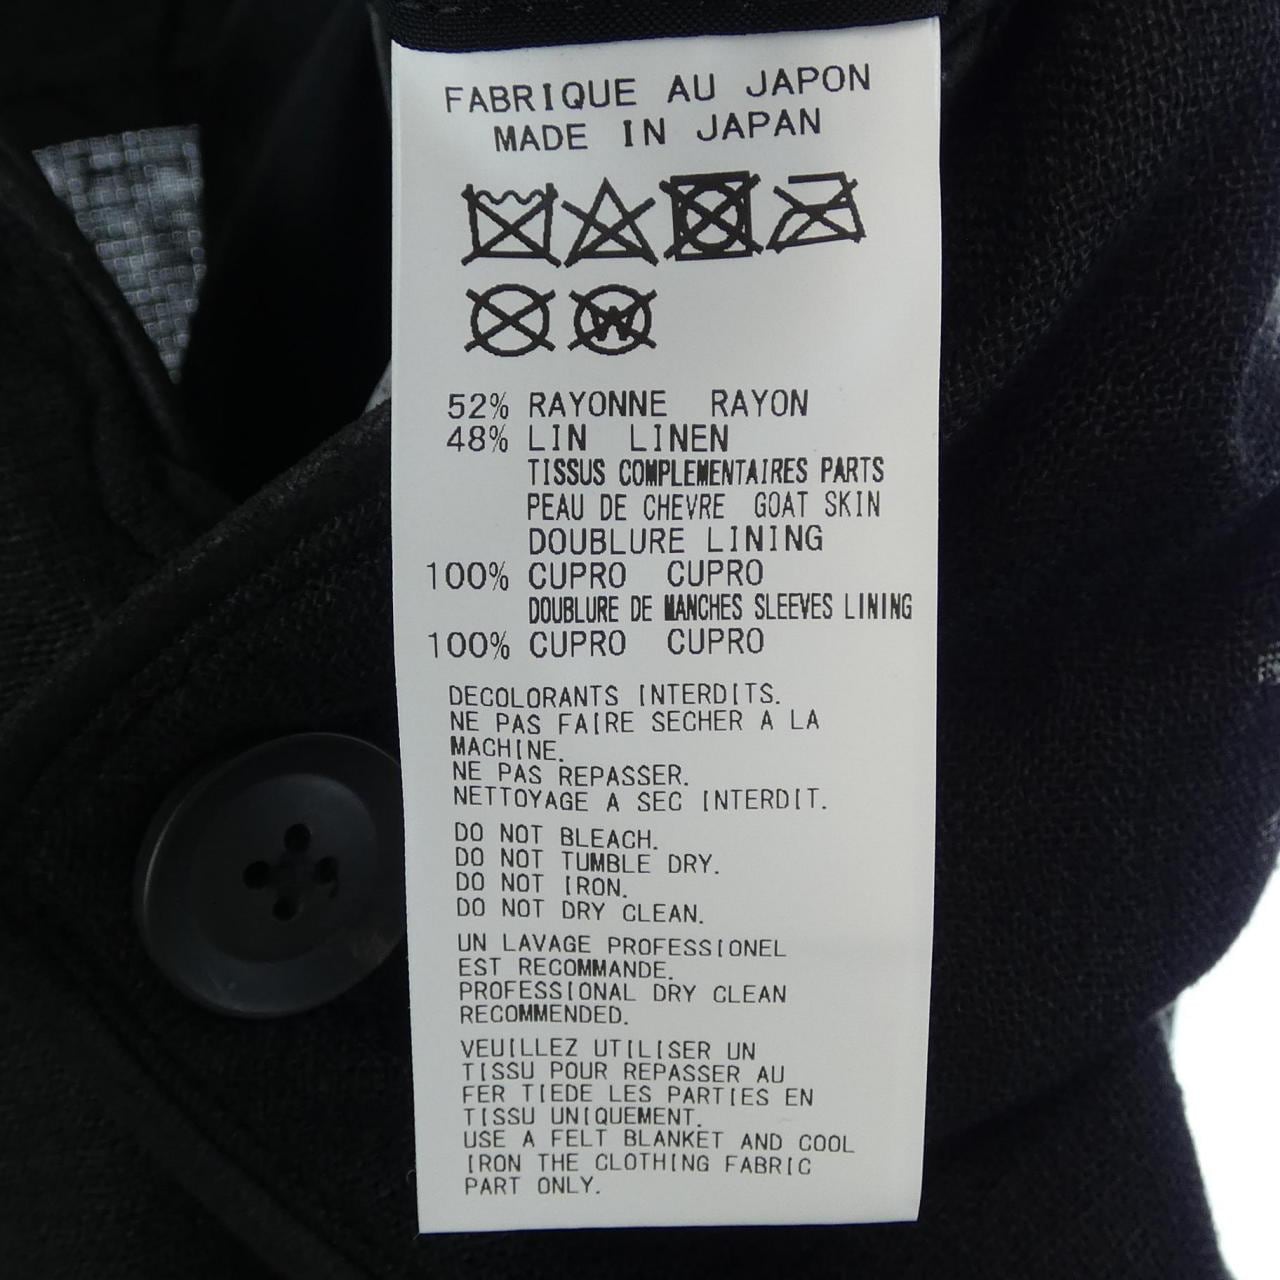 FABRIQUE AU JAPON
MADE IN JAPAN
W
52% RAYONNE RAYON
48% LIN LINEN
TISSUS COMPLEMENTAIRES PARTS
PEAU DE CHEVRE GOAT SKIN
DOUBLURE LINING
100% CUPRO CUPRO
DOUBLURE DE MANCHES SLEEVES LINING
100% CUPRO CUPRO
DECOLORANTS INTERDITS.
NE PAS FAIRE SECHER A LA
MACHINE.
NE PAS REPASSER.
NETTOYAGE A SEC INTERDIT.
DO NOT BLEACH.
DO NOT TUMBLE DRY.
DO NOT IRON.
DO NOT DRY CLEAN.
UN LAVAGE PROFESSIONEL
EST RECOMMANDE.
PROFESSIONAL DRY CLEAN
RECOMMENDED.
VEUILLEZ UTILISER UN
TISSU POUR REPASSER AU
FER TIEDE LES PARTIES EN
TISSU UNIQUEMENT.
USE A FELT BLANKET AND COOL
IRON THE CLOTHING FABRIC
PART ONLY.